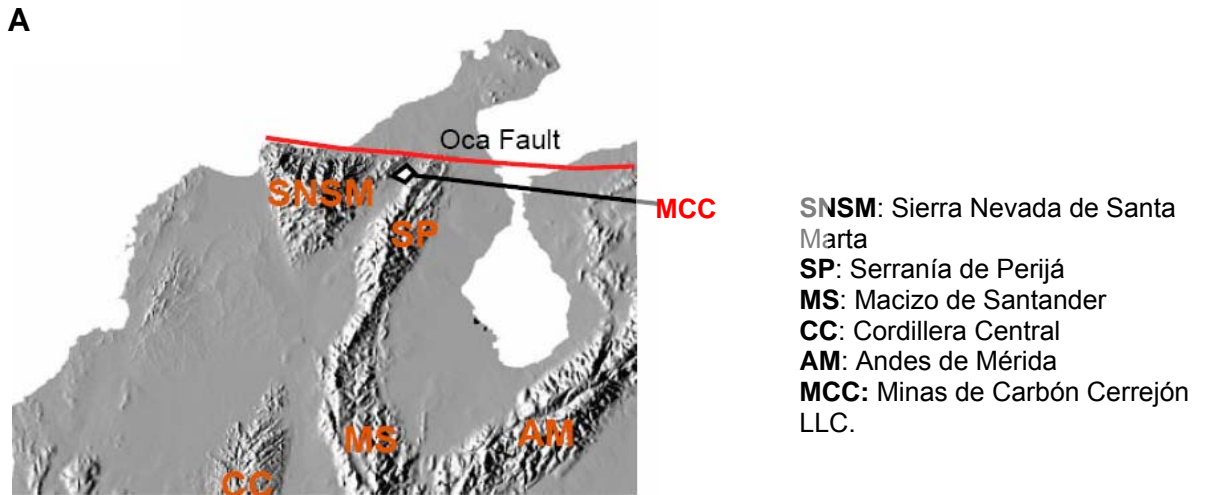 A
Oca Fault
SNSM
MCC
SP
MS
AM
CC
SNSM: Sierra Nevada de Santa
Marta
SP: Serranía de Perijá
MS: Macizo de Santander
CC: Cordillera Central
AM: Andes de Mérida
MCC: Minas de Carbón Cerrejón
LLC.